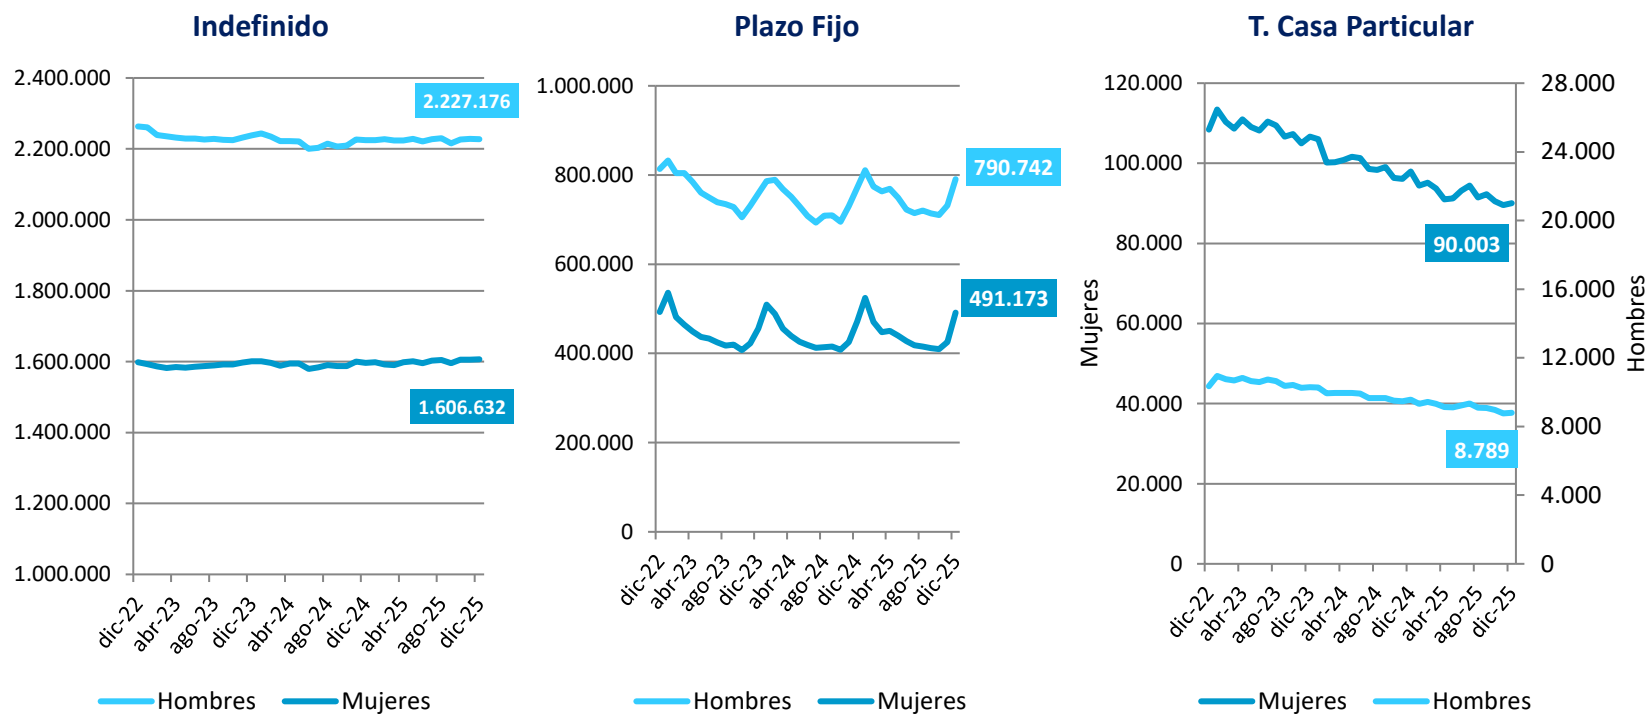 Indefinido
2.400.000
2.200.000
2.000.000
1.800.000
1.600.000
1.400.000
1.200.000
1.000.000
2.227.176
1.606.632
dic-22
abr-23
ago-23
dic-23
abr-24
ago-24
dic-24
abr-25
ago-25
dic-25
Hombres
Mujeres
Plazo Fijo
1.000.000
800.000
600.000
400.000
200.000
0
790.742
491.173
dic-22
abr-23
ago-23
dic-23
abr-24
ago-24
dic-24
abr-25
ago-25
dic-25
Hombres
Mujeres
T. Casa Particular
Mujeres
120.000
100.000
80.000
60.000
40.000
20.000
0
90.003
8.789
28.000
24.000
20.000
16.000
12.000
8.000
4.000
0
Hombres
dic-22
abr-23
ago-23
dic-23
abr-24
ago-24
dic-24
abr-25
ago-25
dic-25
Mujeres
Hombres